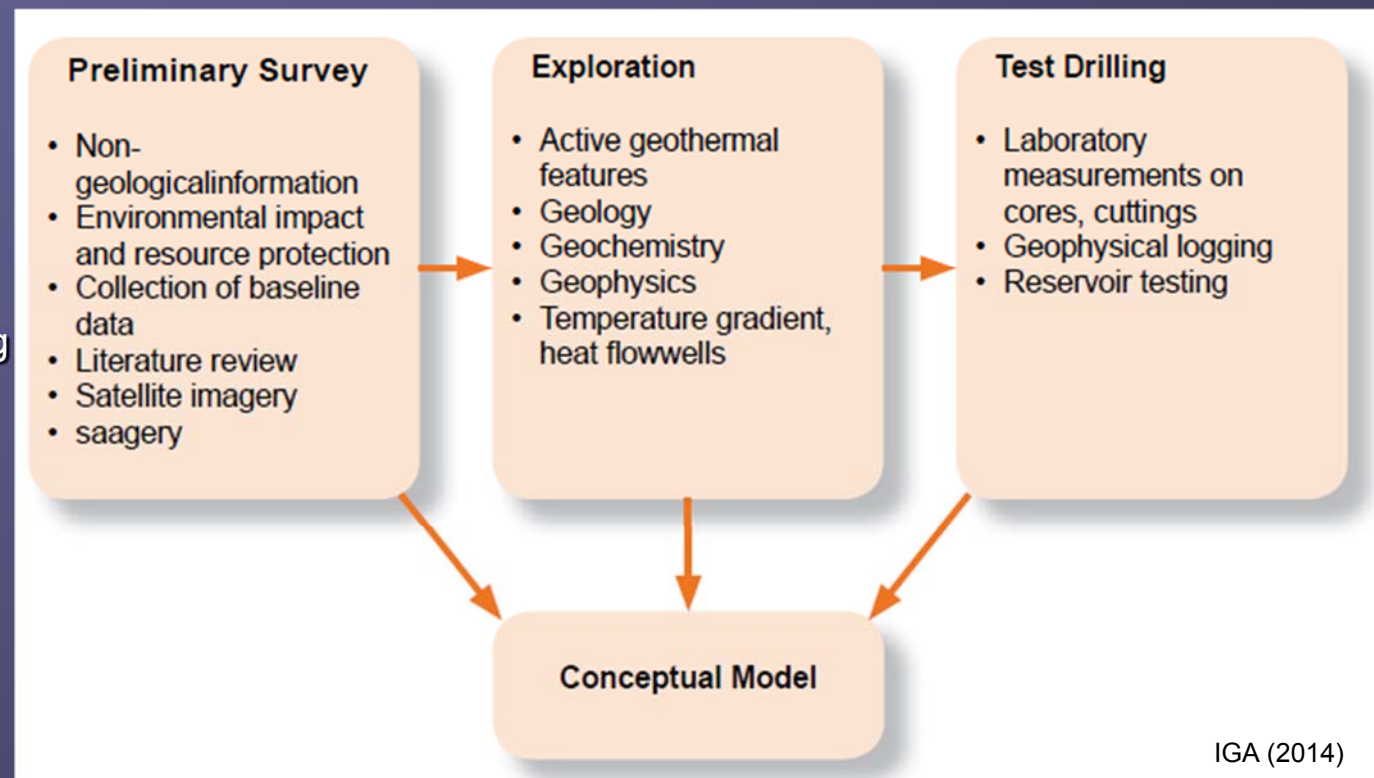 Preliminary Survey
• Non-
geologicalinformation
• Environmental impact
and resource protection
• Collection of baseline
data
• Literature review
• Satellite imagery
• saagery
Exploration
• Active geothermal
features
• Geology
• Geochemistry
• Geophysics
• Temperature gradient,
heat flowwells
Test Drilling
• Laboratory
measurements on
cores, cuttings
• Geophysical logging
• Reservoir testing
g
Conceptual Model
IGA (2014)